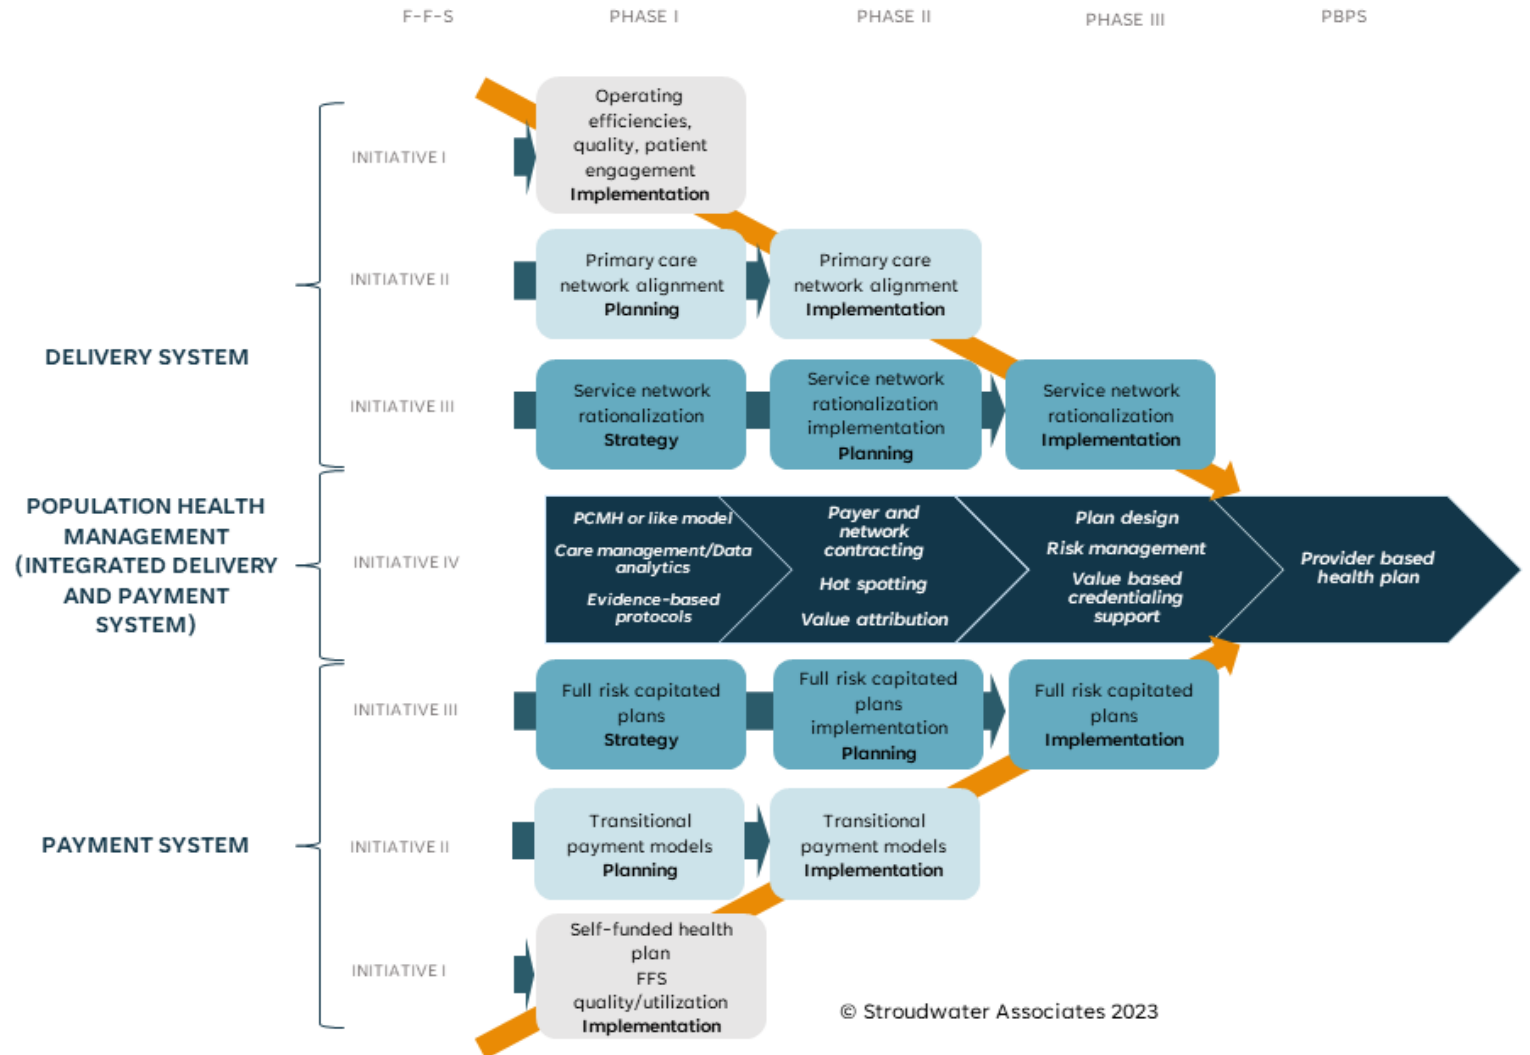 F-F-S
PHASE I
PHASE II
PHASE III
PBPS
DELIVERY SYSTEM
INITIATIVE I
Operating
efficiencies,
quality, patient
engagement
Implementation
INITIATIVE II
Primary care
network alignment
Planning
Primary care
network alignment
Implementation
INITIATIVE III
Service network
rationalization
Strategy
Service network
rationalization
implementation
Planning
Service network
rationalization
Implementation
POPULATION HEALTH
MANAGEMENT
(INTEGRATED DELIVERY
AND PAYMENT
SYSTEM)
INITIATIVE IV
PCMH or like model
Care management/Data
analytics
Evidence-based
protocols
Payer and
network
contracting
Hot spotting
Value attribution
Plan design
Risk management
Value based
credentialing
support
Provider based
health plan
PAYMENT SYSTEM
INITIATIVE III
Full risk capitated
plans
Strategy
Full risk capitated
plans
implementation
Planning
Full risk capitated
plans
Implementation
INITIATIVE II
Transitional
payment models
Planning
Transitional
payment models
Implementation
INITIATIVE I
Self-funded health
plan
FFS
quality/utilization
Implementation
© Stroudwater Associates 2023